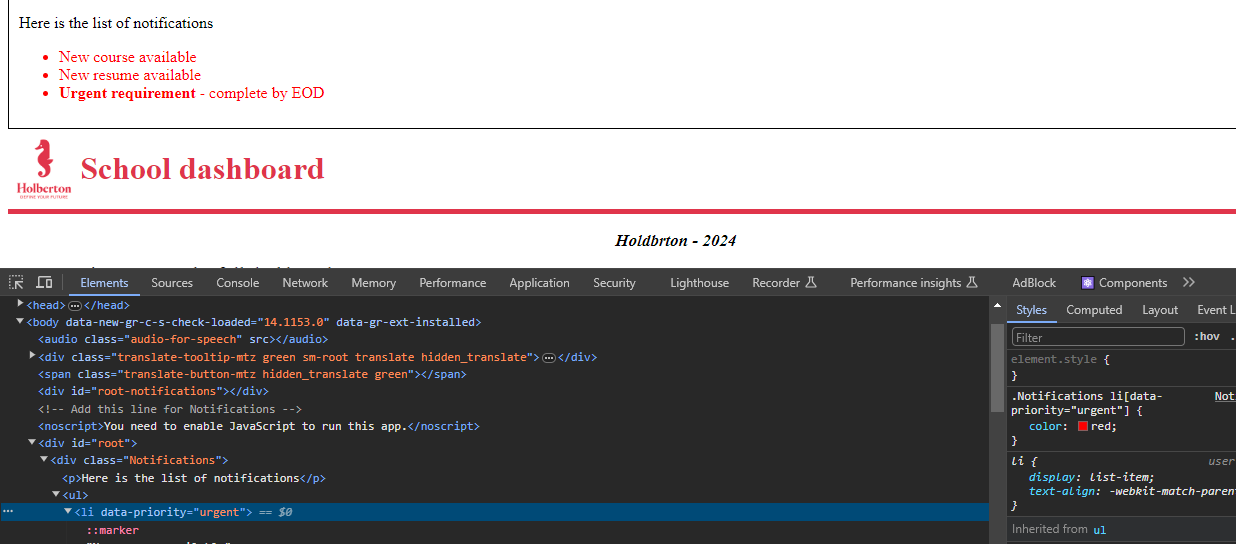 Here is the list of notifications
• New course available
• New resume available
• Urgent requirement - complete by EOD
Holberton
DEFINE YOUR FUTURE
School dashboard
Holdbrton - 2024
Elements Sources Console Network Memory Performance Application Security Lighthouse Recorder Performance insights AdBlock Components
<head> </head>
<body data-new-gr-c-s-check-loaded="14.1153.0" data-gr-ext-installed>
<audio class="audio-for-speech" src></audio>
<div class="translate-tooltip-mtz green sm-root translate hidden_translate"> </div>
<span class="translate-button-mtz hidden_translate green"></span>
<div id="root-notifications"></div>
<!-- Add this line for Notifications -->
<noscript>You need to enable JavaScript to run this app.</noscript>
<div id="root">
<div class="Notifications">
<p>Here is the list of notifications</p>
<ul>
<li data-priority="urgent"> == $0
::marker
Styles Computed Layout Event L
Filter :hov .
element.style {
}
.Notifications li[data- Not
priority="urgent"] {
color: red;
}
li { user
display: list-item;
text-align: -webkit-match-parent
}
Inherited from ul